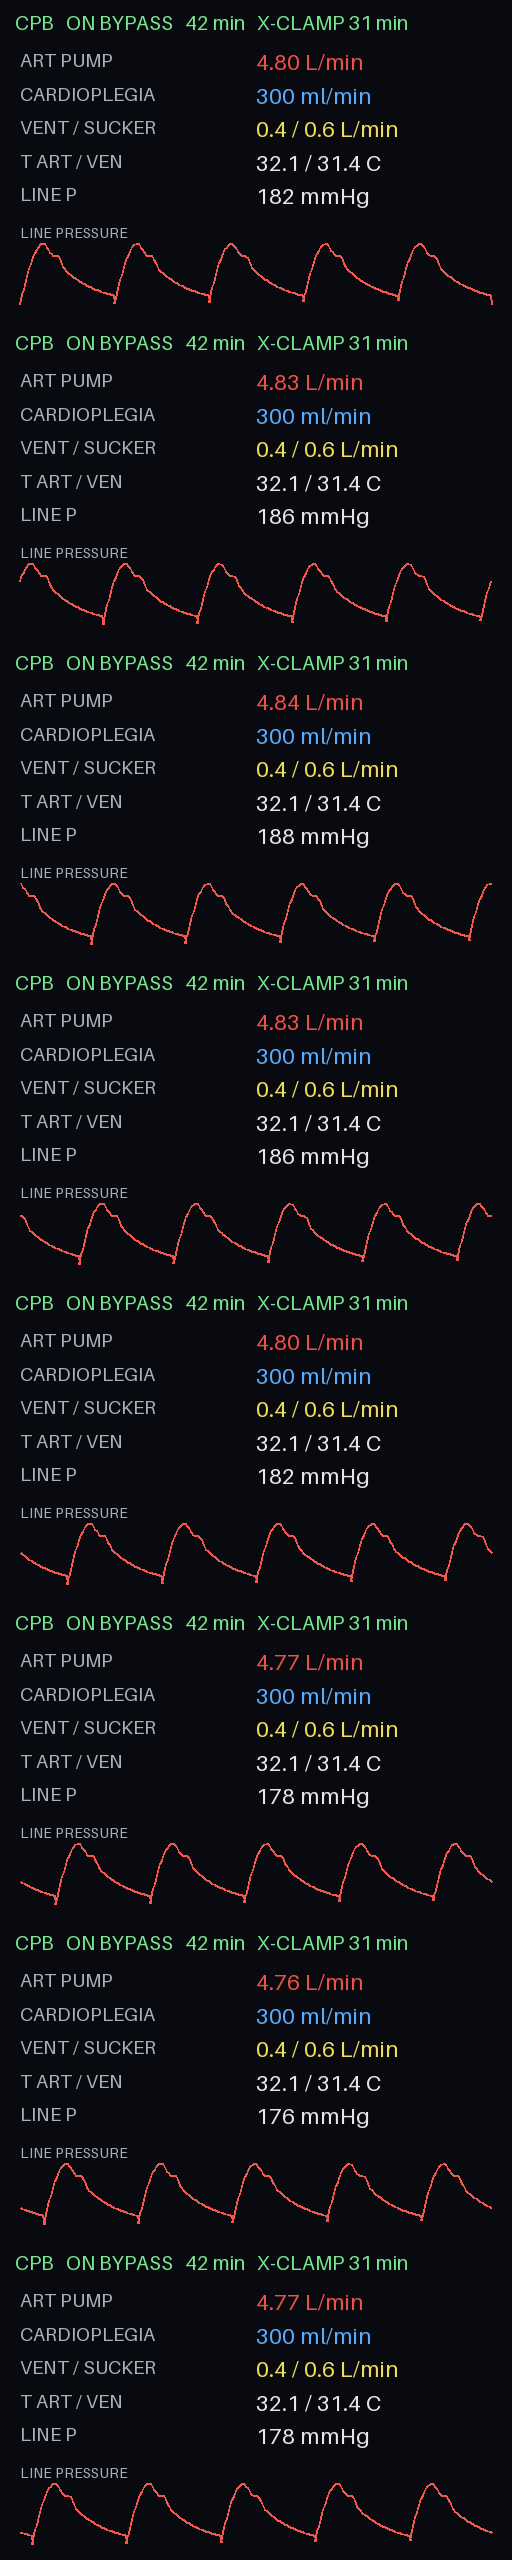 CPB ON BYPASS 42 min X-CLAMP 31 min
ART PUMP 4.80 L/min
CARDIOPLEGIA 300 ml/min
VENT / SUCKER 0.4 / 0.6 L/min
T ART / VEN 32.1 / 31.4 C
LINE P 182 mmHg
LINE PRESSURE
CPB ON BYPASS 42 min X-CLAMP 31 min
ART PUMP 4.83 L/min
CARDIOPLEGIA 300 ml/min
VENT / SUCKER 0.4 / 0.6 L/min
T ART / VEN 32.1 / 31.4 C
LINE P 186 mmHg
LINE PRESSURE
CPB ON BYPASS 42 min X-CLAMP 31 min
ART PUMP 4.84 L/min
CARDIOPLEGIA 300 ml/min
VENT / SUCKER 0.4 / 0.6 L/min
T ART / VEN 32.1 / 31.4 C
LINE P 188 mmHg
LINE PRESSURE
CPB ON BYPASS 42 min X-CLAMP 31 min
ART PUMP 4.83 L/min
CARDIOPLEGIA 300 ml/min
VENT / SUCKER 0.4 / 0.6 L/min
T ART / VEN 32.1 / 31.4 C
LINE P 186 mmHg
LINE PRESSURE
CPB ON BYPASS 42 min X-CLAMP 31 min
ART PUMP 4.80 L/min
CARDIOPLEGIA 300 ml/min
VENT / SUCKER 0.4 / 0.6 L/min
T ART / VEN 32.1 / 31.4 C
LINE P 182 mmHg
LINE PRESSURE
CPB ON BYPASS 42 min X-CLAMP 31 min
ART PUMP 4.77 L/min
CARDIOPLEGIA 300 ml/min
VENT / SUCKER 0.4 / 0.6 L/min
T ART / VEN 32.1 / 31.4 C
LINE P 178 mmHg
LINE PRESSURE
CPB ON BYPASS 42 min X-CLAMP 31 min
ART PUMP 4.76 L/min
CARDIOPLEGIA 300 ml/min
VENT / SUCKER 0.4 / 0.6 L/min
T ART / VEN 32.1 / 31.4 C
LINE P 176 mmHg
LINE PRESSURE
CPB ON BYPASS 42 min X-CLAMP 31 min
ART PUMP 4.77 L/min
CARDIOPLEGIA 300 ml/min
VENT / SUCKER 0.4 / 0.6 L/min
T ART / VEN 32.1 / 31.4 C
LINE P 178 mmHg
LINE PRESSURE